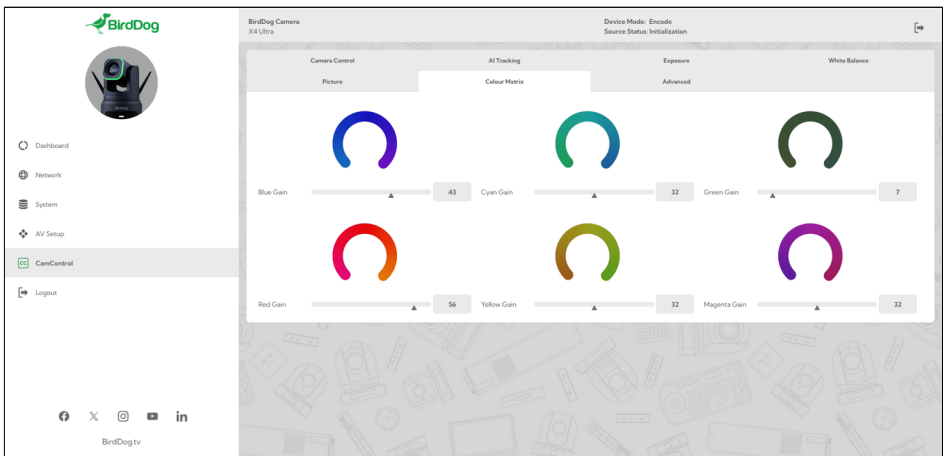 BirdDog
BirdDog Camera
X4 Ultra
Device Mode: Encode
Source Status: Initialization
Camera Control
AI Tracking
Exposure
White Balance
Picture
Colour Matrix
Advanced
Dashboard
Network
System
AV Setup
CC
CamControl
Logout
Blue Gain
43
Cyan Gain
32
Green Gain
7
Red Gain
56
Yellow Gain
32
Magenta Gain
32
BirdDog.tv